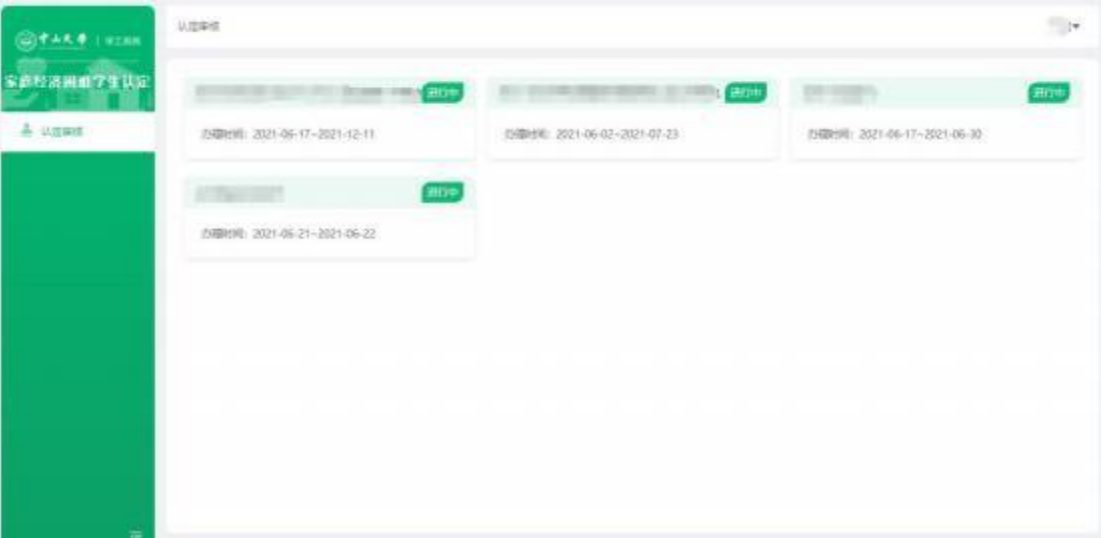 中山大學 | 学工系统
认定审核
家庭经济困难学生认定
认定审核
进行中
办理时间：2021-06-17~2021-12-11
进行中
办理时间：2021-06-02~2021-07-23
进行中
办理时间：2021-06-17~2021-06-30
进行中
办理时间：2021-06-21~2021-06-22